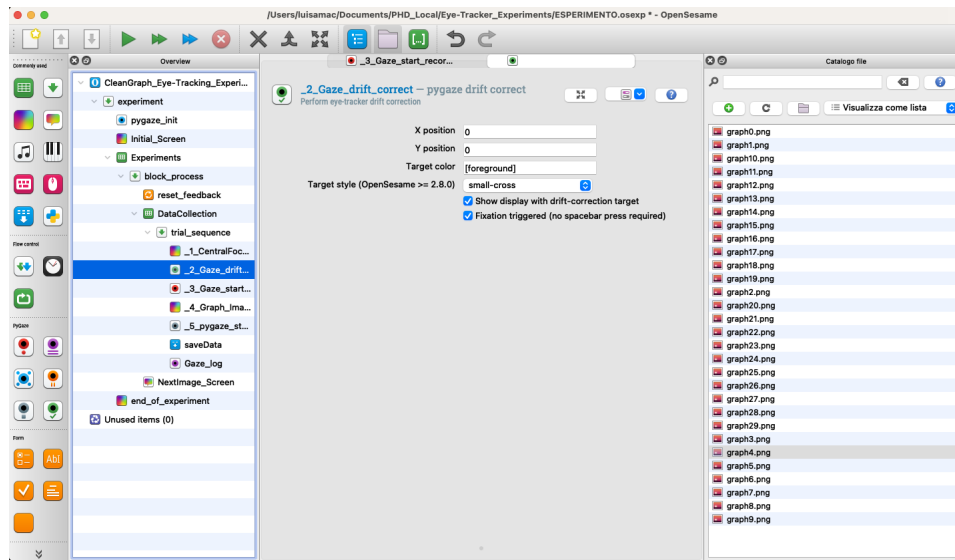 /Users/luisamac/Documents/PHD_Local/Eye-Tracker_Experiments/ESPERIMENTO.osexp * - OpenSesame
Commonly used
Flow control
PyGaze
Form
AbI
Overview
CleanGraph_Eye-Tracking_Experi...
experiment
pygaze_init
Initial_Screen
Experiments
block_process
reset_feedback
DataCollection
trial_sequence
_1_CentralFoc...
_2_Gaze_drift...
_3_Gaze_start...
_4_Graph_Ima...
_5_pygaze_st...
saveData
Gaze_log
NextImage_Screen
end_of_experiment
Unused items (0)
_3_Gaze_start_recor...
_2_Gaze_drift_correct — pygaze drift correct
Perform eye-tracker drift correction
X position 0
Y position 0
Target color [foreground]
Target style (OpenSesame >= 2.8.0) small-cross
Show display with drift-correction target
Fixation triggered (no spacebar press required)
Catalogo file
Visualizza come lista
graph0.png
graph1.png
graph10.png
graph11.png
graph12.png
graph13.png
graph14.png
graph15.png
graph16.png
graph17.png
graph18.png
graph19.png
graph2.png
graph20.png
graph21.png
graph22.png
graph23.png
graph24.png
graph25.png
graph26.png
graph27.png
graph28.png
graph29.png
graph3.png
graph4.png
graph5.png
graph6.png
graph7.png
graph8.png
graph9.png